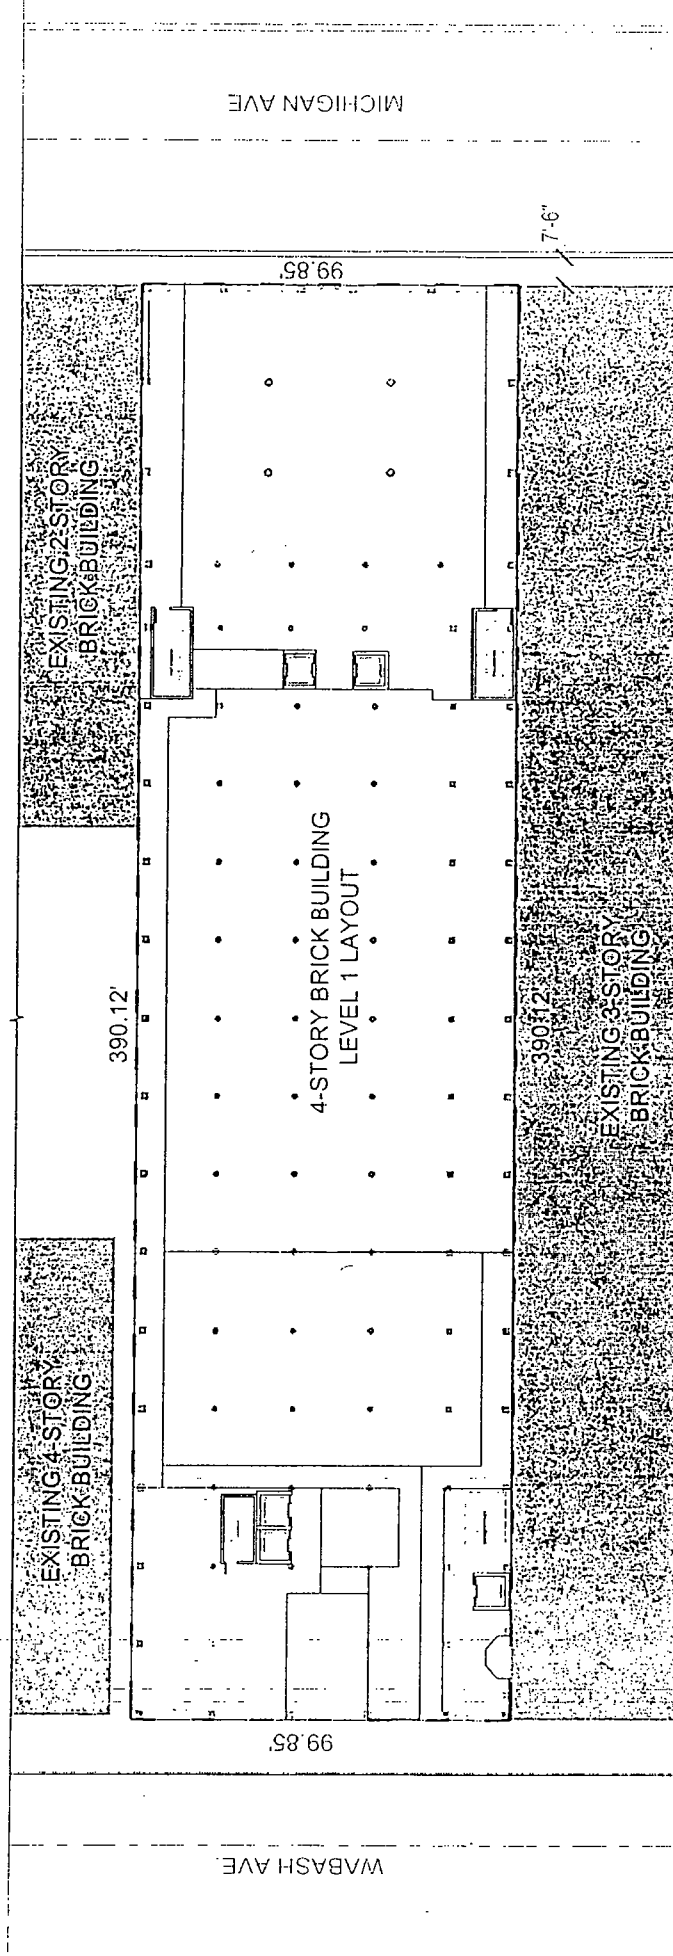 MICHIGAN AVE
7'-6"
99.85'
EXISTING 2-STORY
BRICK BUILDING
4-STORY BRICK BUILDING
LEVEL 1 LAYOUT
390.12'
390.12'
EXISTING 3-STORY
BRICK BUILDING
EXISTING 4-STORY
BRICK BUILDING
99.85'
WABASH AVE.